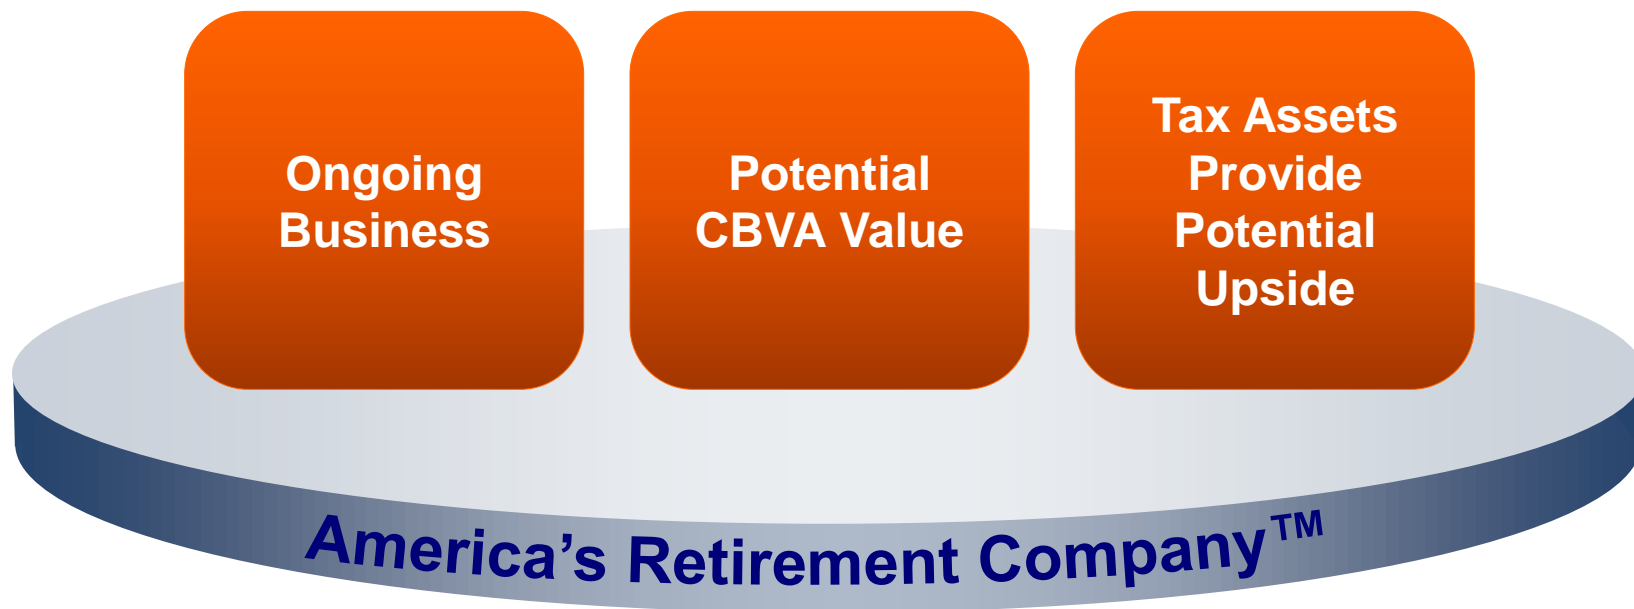 Ongoing
Business
Potential
CBVA Value
Tax Assets
Provide
Potential
Upside
America’s Retirement Company™